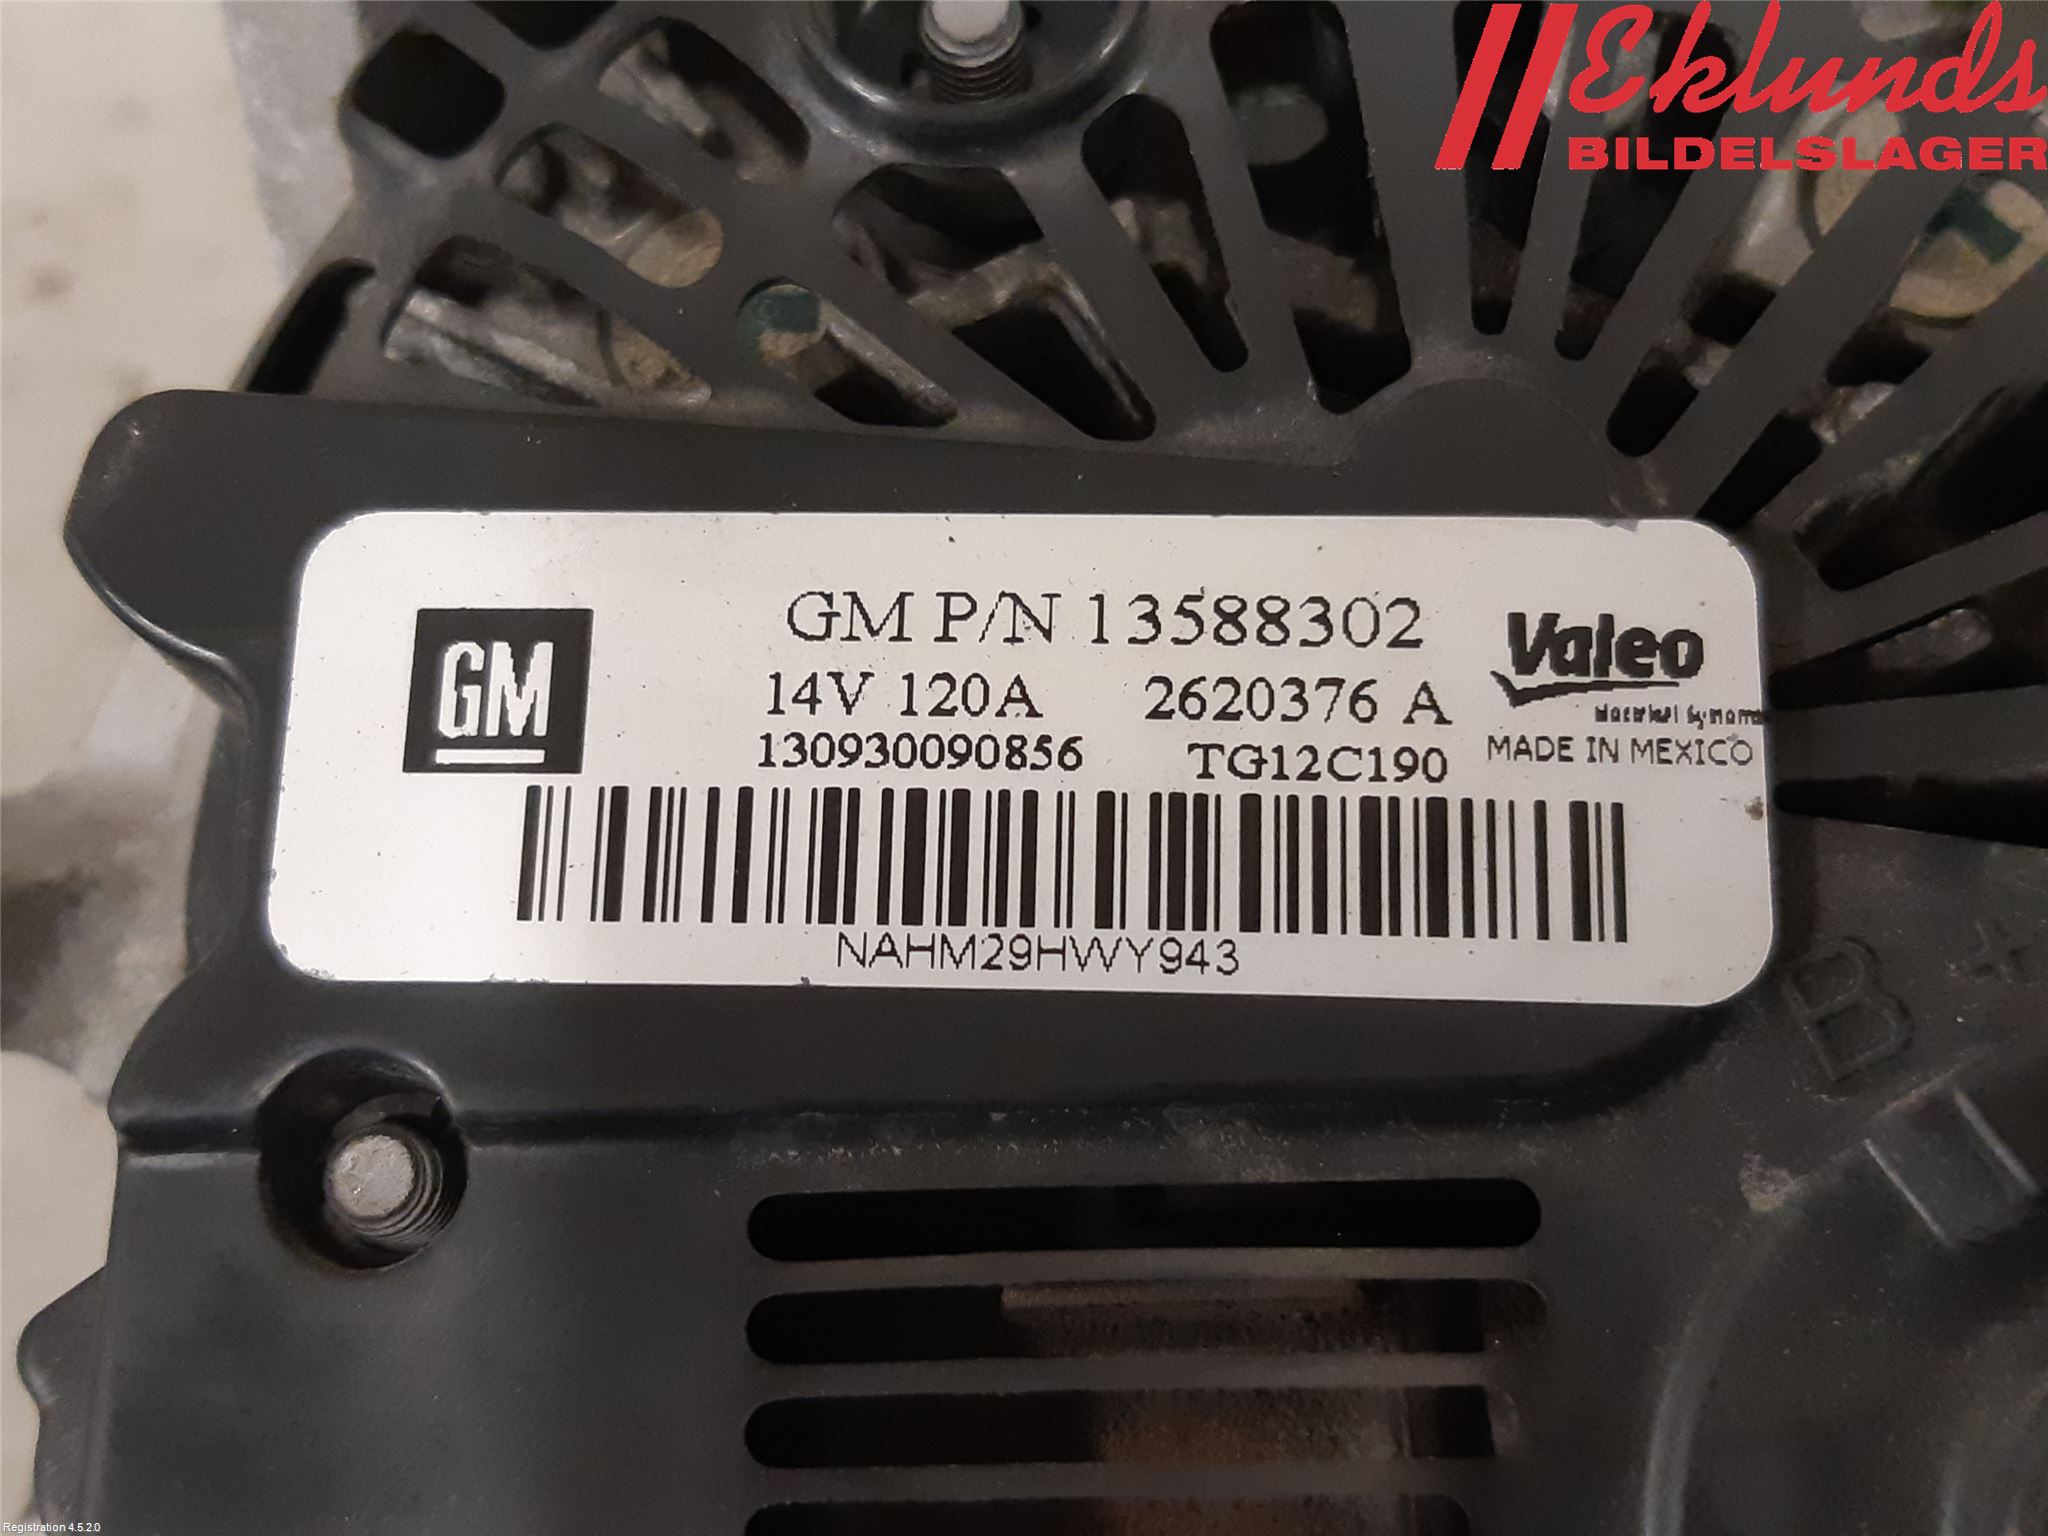 Eklunds
BILDELSLAGER
GM
GM P/N 13588302
14V 120A 2620376 A
130930090856 TG12C190
Valeo
MADE IN MEXICO
NAHM29HWY943
B +
Registration 4.5.2.0